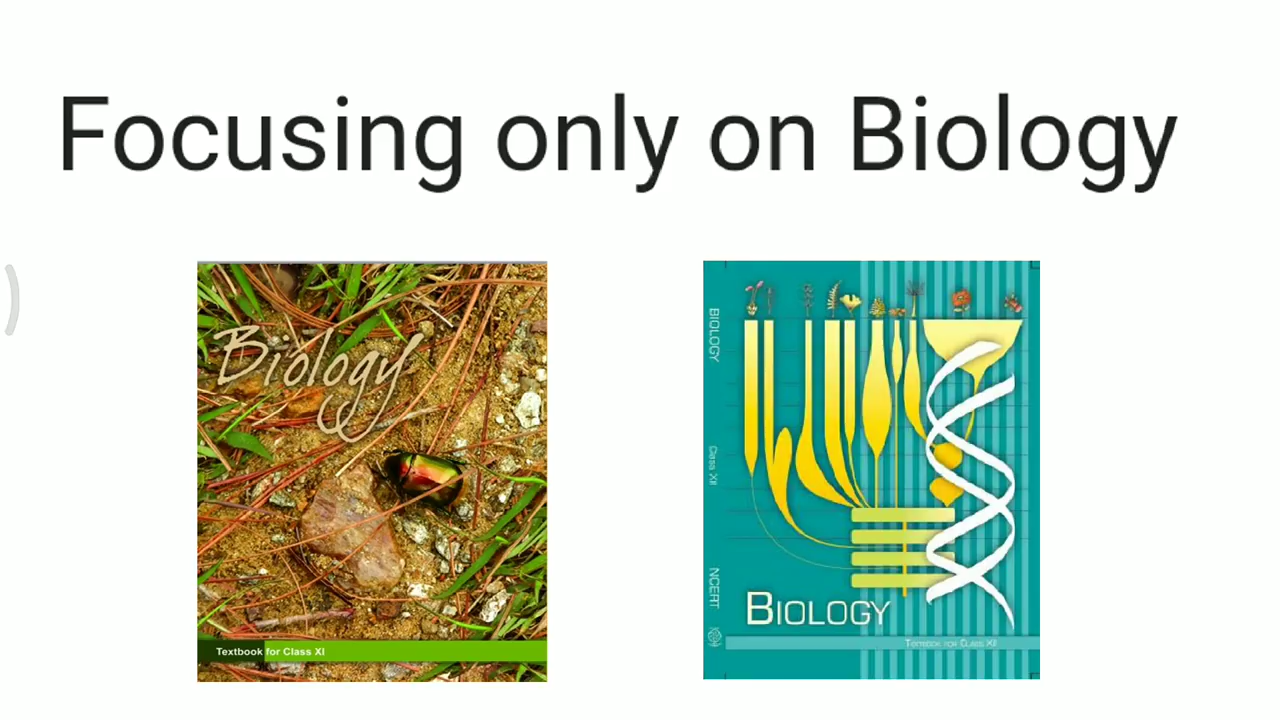 Focusing only on Biology
Biology
Textbook for Class XI
BIOLOGY
Class XII
NCERT
BIOLOGY
TEXTBOOK FOR CLASS XII